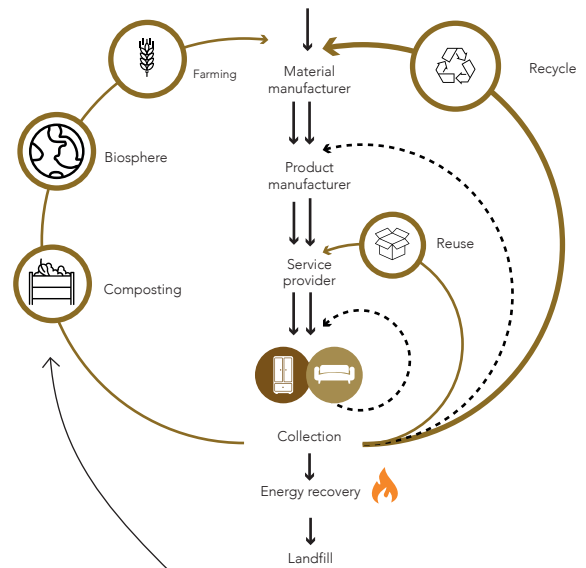 Farming
Material
manufacturer
Recycle
Biosphere
Product
manufacturer
Reuse
Service
provider
Composting
Collection
Energy recovery
Landfill